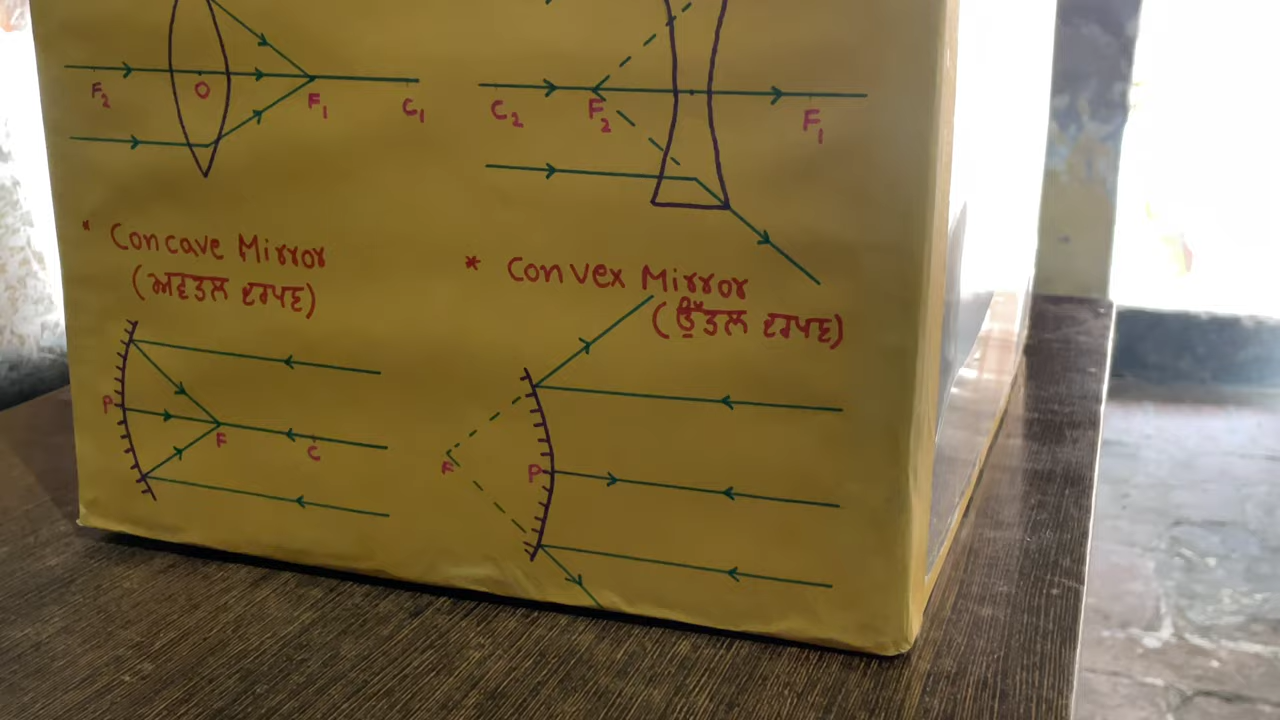 F₂ O F₁ C₁
C₂ F₂ F₁
* Concave Mirror
(ਅਵਤਲ ਦਰਪਣ)
* Convex Mirror
(ਉੱਤਲ ਦਰਪਣ)
P F C
F P